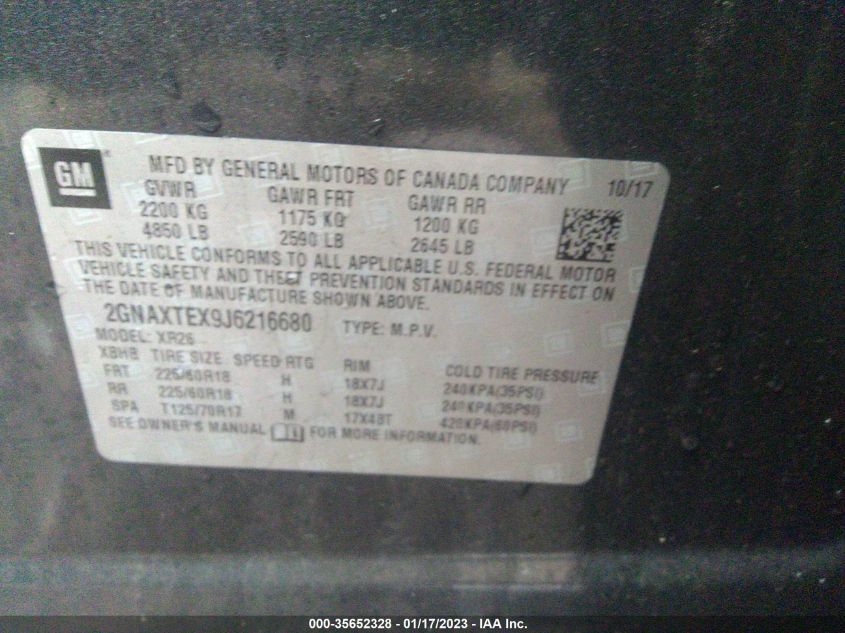 GM
MFD BY GENERAL MOTORS OF CANADA COMPANY 10/17
GVWR GAWR FRT GAWR RR
2200 KG 1175 KG 1200 KG
4850 LB 2590 LB 2645 LB
THIS VEHICLE CONFORMS TO ALL APPLICABLE U.S. FEDERAL MOTOR
VEHICLE SAFETY AND THEFT PREVENTION STANDARDS IN EFFECT ON
THE DATE OF MANUFACTURE SHOWN ABOVE.
2GNAXTEX9J6216680 TYPE: M.P.V.
MODEL: XR26
XBHB TIRE SIZE SPEED RTG RIM COLD TIRE PRESSURE
FRT 225/60R18 H 18X7J 240KPA(35PSI)
RR 225/60R18 H 18X7J 240KPA(35PSI)
SPA T125/70R17 M 17X4BT 420KPA(60PSI)
SEE OWNER'S MANUAL FOR MORE INFORMATION.
000-35652328 - 01/17/2023 - IAA Inc.